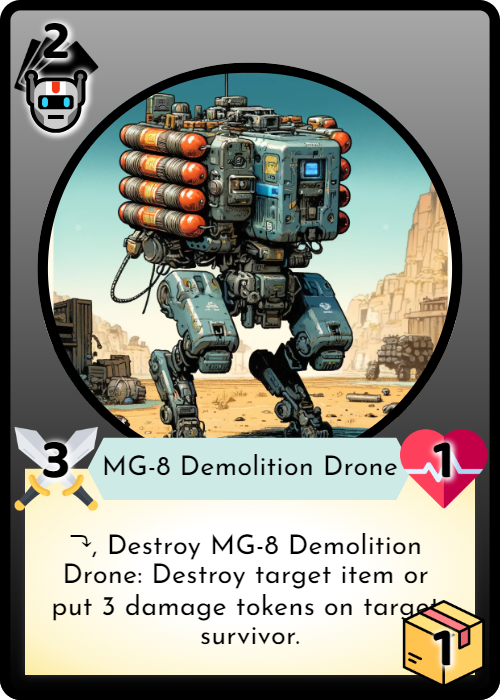 2
3
MG-8 Demolition Drone
1
⤵, Destroy MG-8 Demolition
Drone: Destroy target item or
put 3 damage tokens on target
survivor.
1